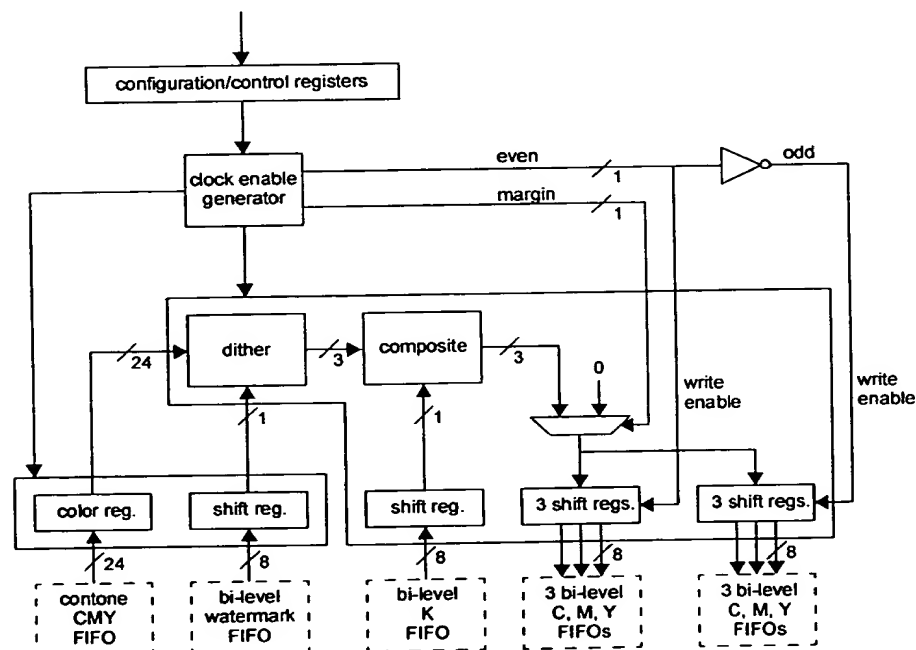 configuration/control registers
clock enable
generator
even
1
odd
margin
1
dither
composite
24
3
3
0
1
1
write
enable
write
enable
color reg.
shift reg.
shift reg.
3 shift regs.
3 shift regs.
24
8
8
8
8
contone
CMY
FIFO
bi-level
watermark
FIFO
bi-level
K
FIFO
3 bi-level
C, M, Y
FIFOs
3 bi-level
C, M, Y
FIFOs